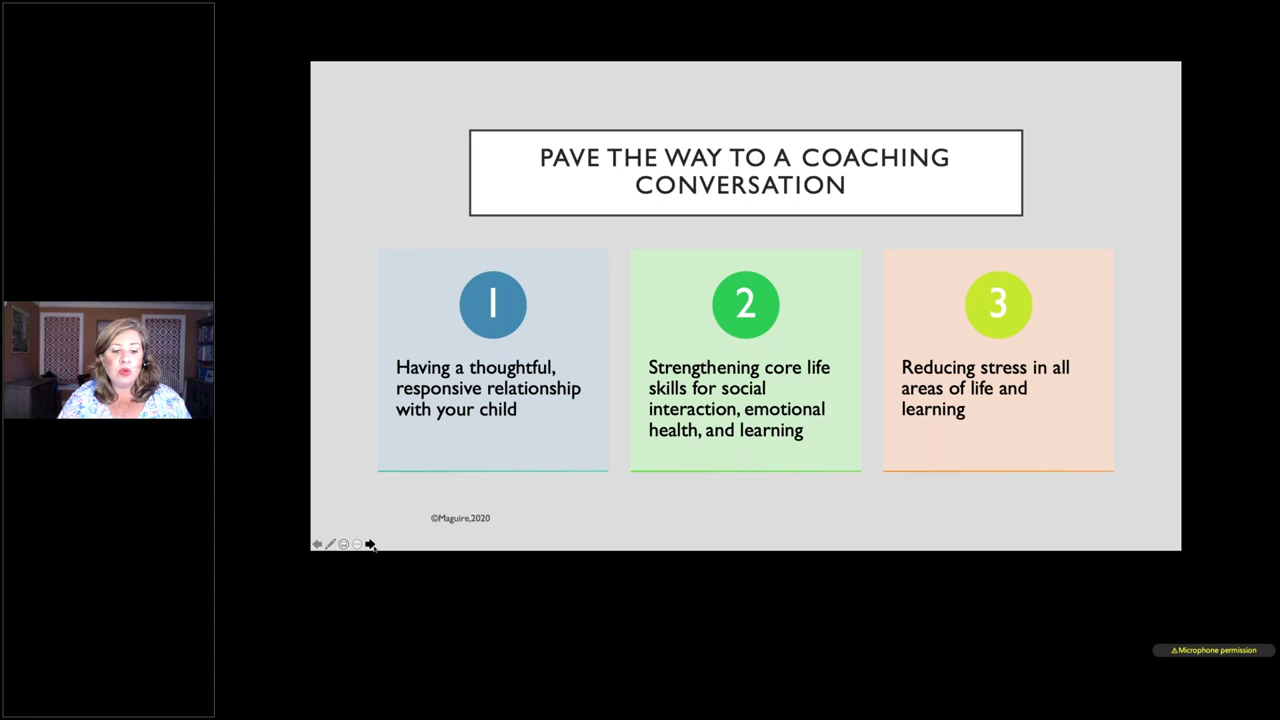 PAVE THE WAY TO A COACHING
CONVERSATION
1
Having a thoughtful,
responsive relationship
with your child
2
Strengthening core life
skills for social
interaction, emotional
health, and learning
3
Reducing stress in all
areas of life and
learning
©Maguire,2020
⚠Microphone permission